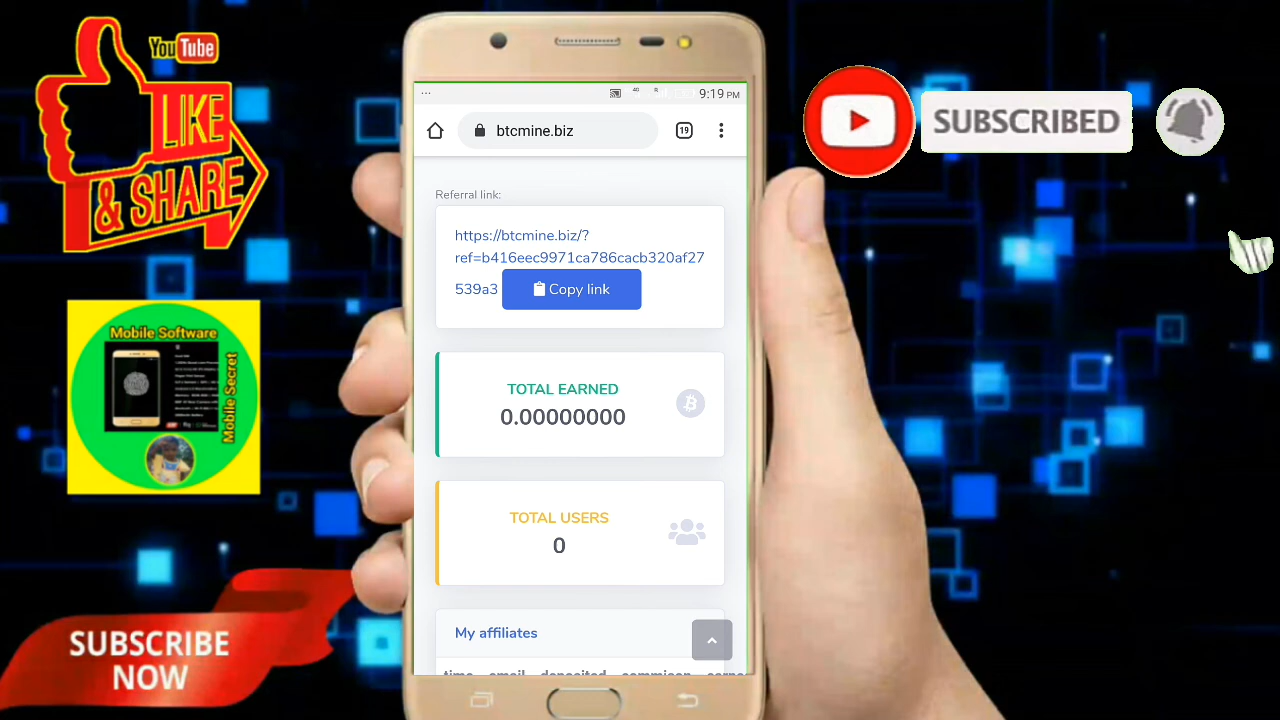 YouTube
LIKE
& SHARE
Mobile Software
Mobile Secret
SUBSCRIBE
NOW
9:19 PM
btcmine.biz
19
Referral link:
https://btcmine.biz/?
ref=b416eec9971ca786cacb320af27
539a3 Copy link
TOTAL EARNED
0.00000000
TOTAL USERS
0
My affiliates
SUBSCRIBED